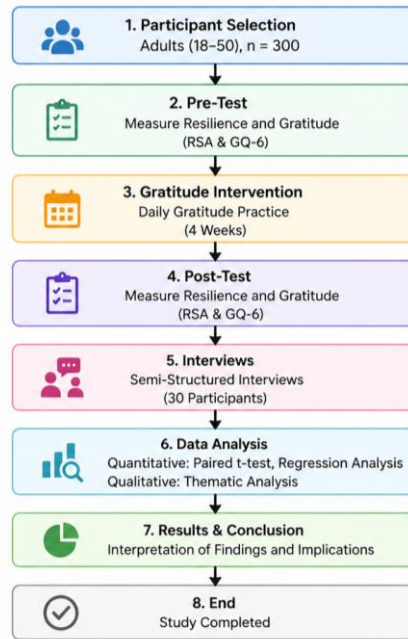 1. Participant Selection
Adults (18–50), n = 300
2. Pre-Test
Measure Resilience and Gratitude
(RSA & GQ-6)
3. Gratitude Intervention
Daily Gratitude Practice
(4 Weeks)
4. Post-Test
Measure Resilience and Gratitude
(RSA & GQ-6)
5. Interviews
Semi-Structured Interviews
(30 Participants)
6. Data Analysis
Quantitative: Paired t-test, Regression Analysis
Qualitative: Thematic Analysis
7. Results & Conclusion
Interpretation of Findings and Implications
8. End
Study Completed